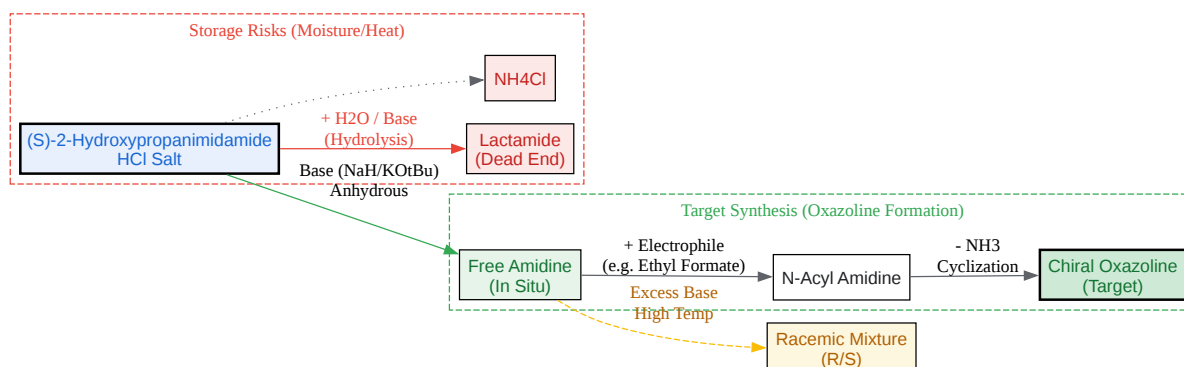 Storage Risks (Moisture/Heat)
NH4Cl
(S)-2-Hydroxypropanimidamide
HCl Salt
+ H2O / Base
(Hydrolysis)
Lactamide
(Dead End)
Base (NaH/KOtBu)
Anhydrous
Target Synthesis (Oxazoline Formation)
Free Amidine
(In Situ)
+ Electrophile
(e.g. Ethyl Formate)
N-Acyl Amidine
- NH3
Cyclization
Chiral Oxazoline
(Target)
Excess Base
High Temp
Racemic Mixture
(R/S)